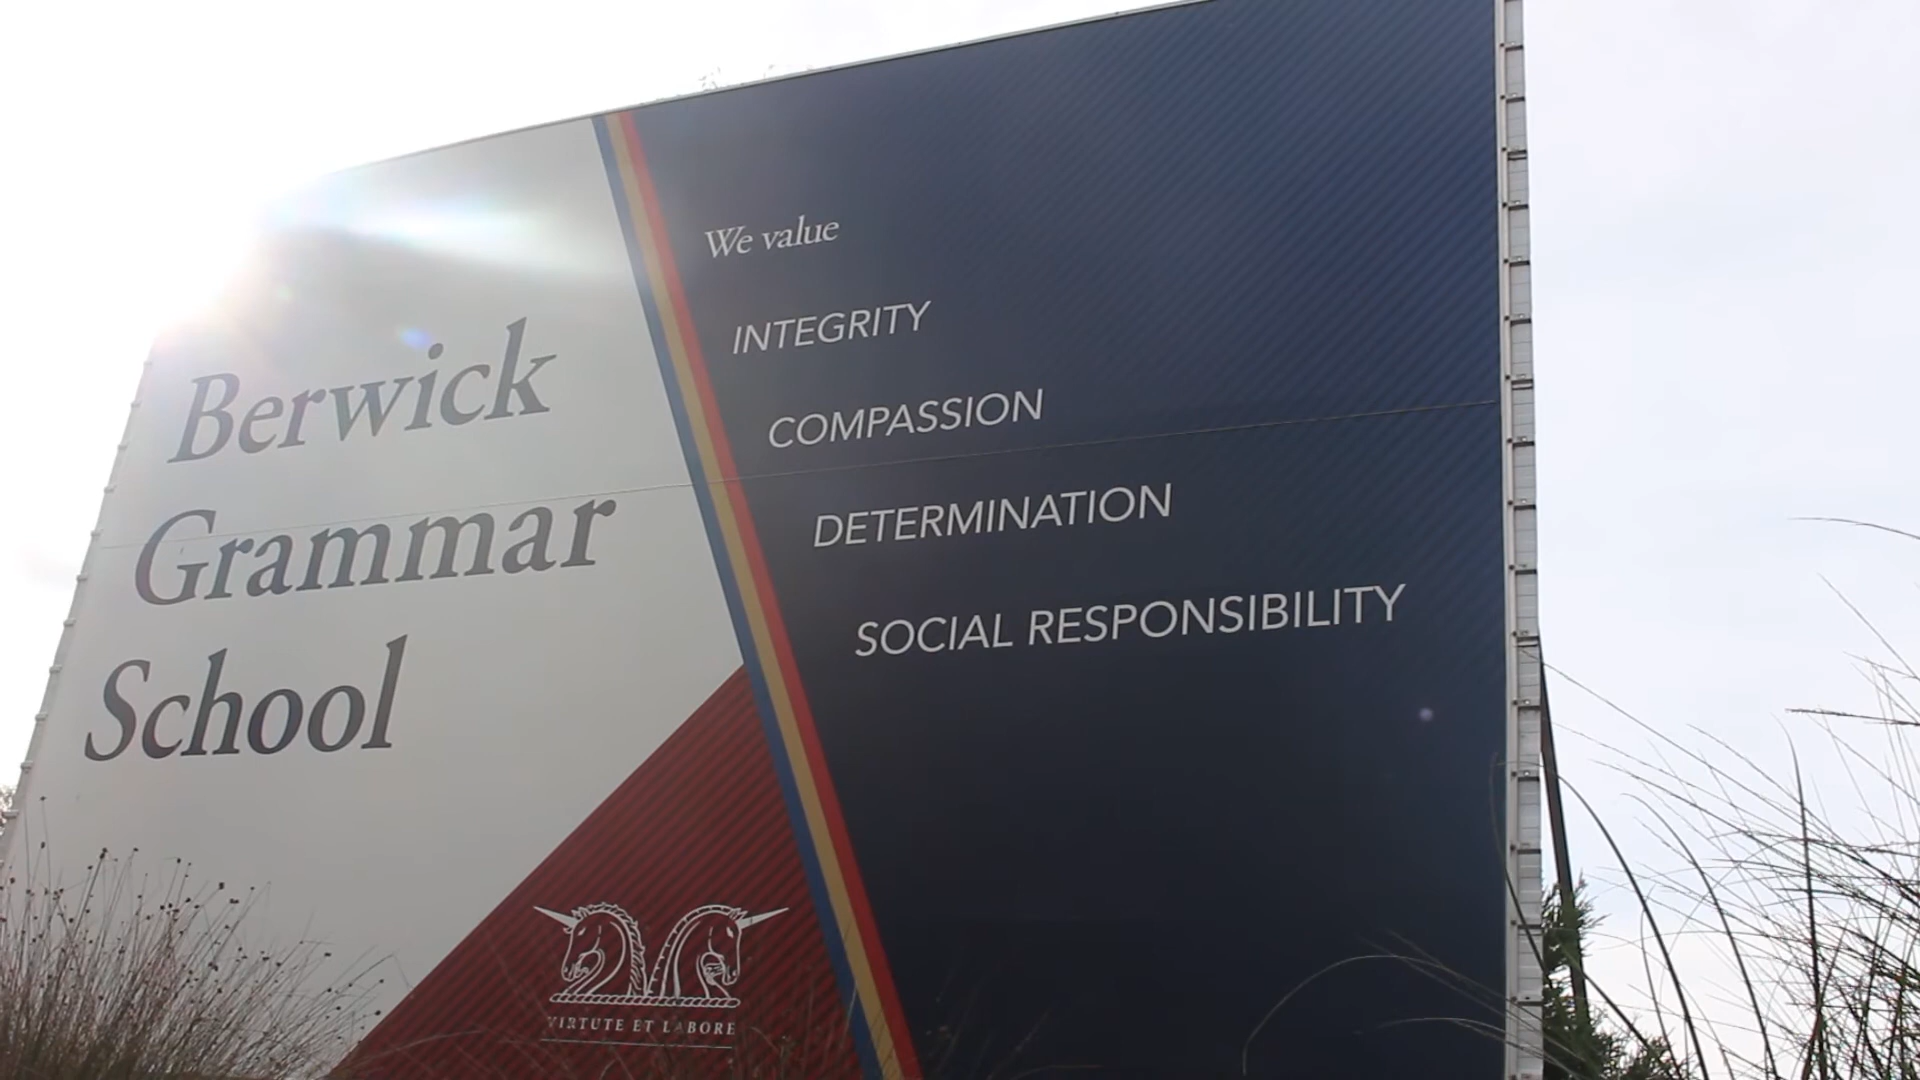 Berwick
Grammar
School
We value
INTEGRITY
COMPASSION
DETERMINATION
SOCIAL RESPONSIBILITY
VIRTUTE ET LABORE